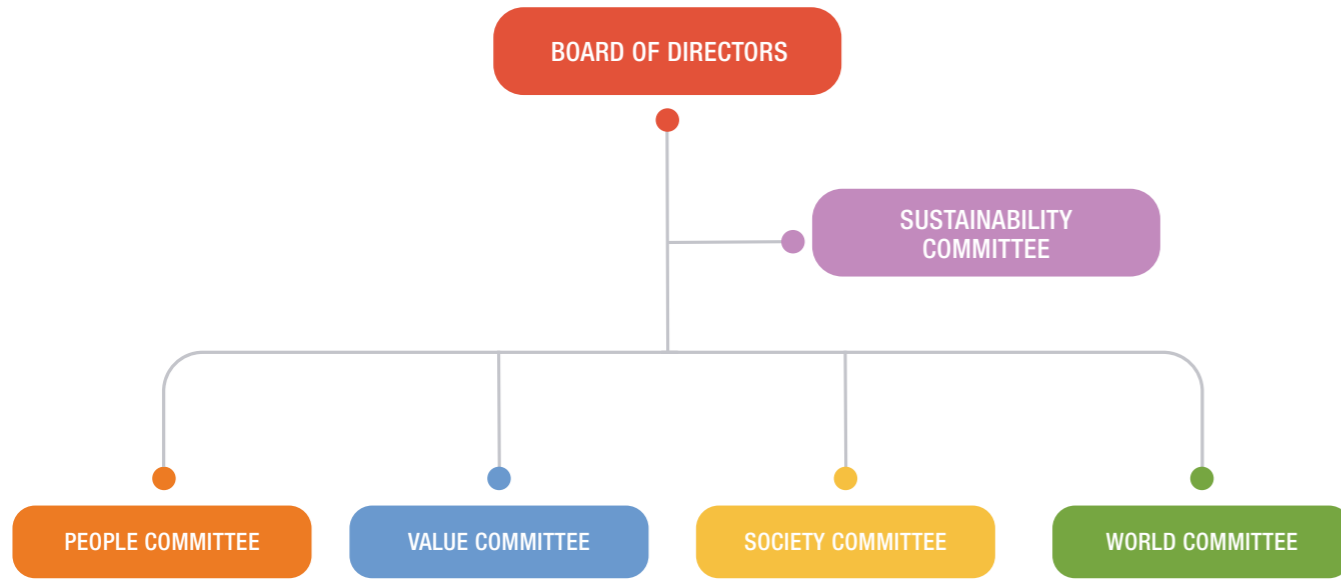 BOARD OF DIRECTORS
SUSTAINABILITY
COMMITTEE
PEOPLE COMMITTEE
VALUE COMMITTEE
SOCIETY COMMITTEE
WORLD COMMITTEE